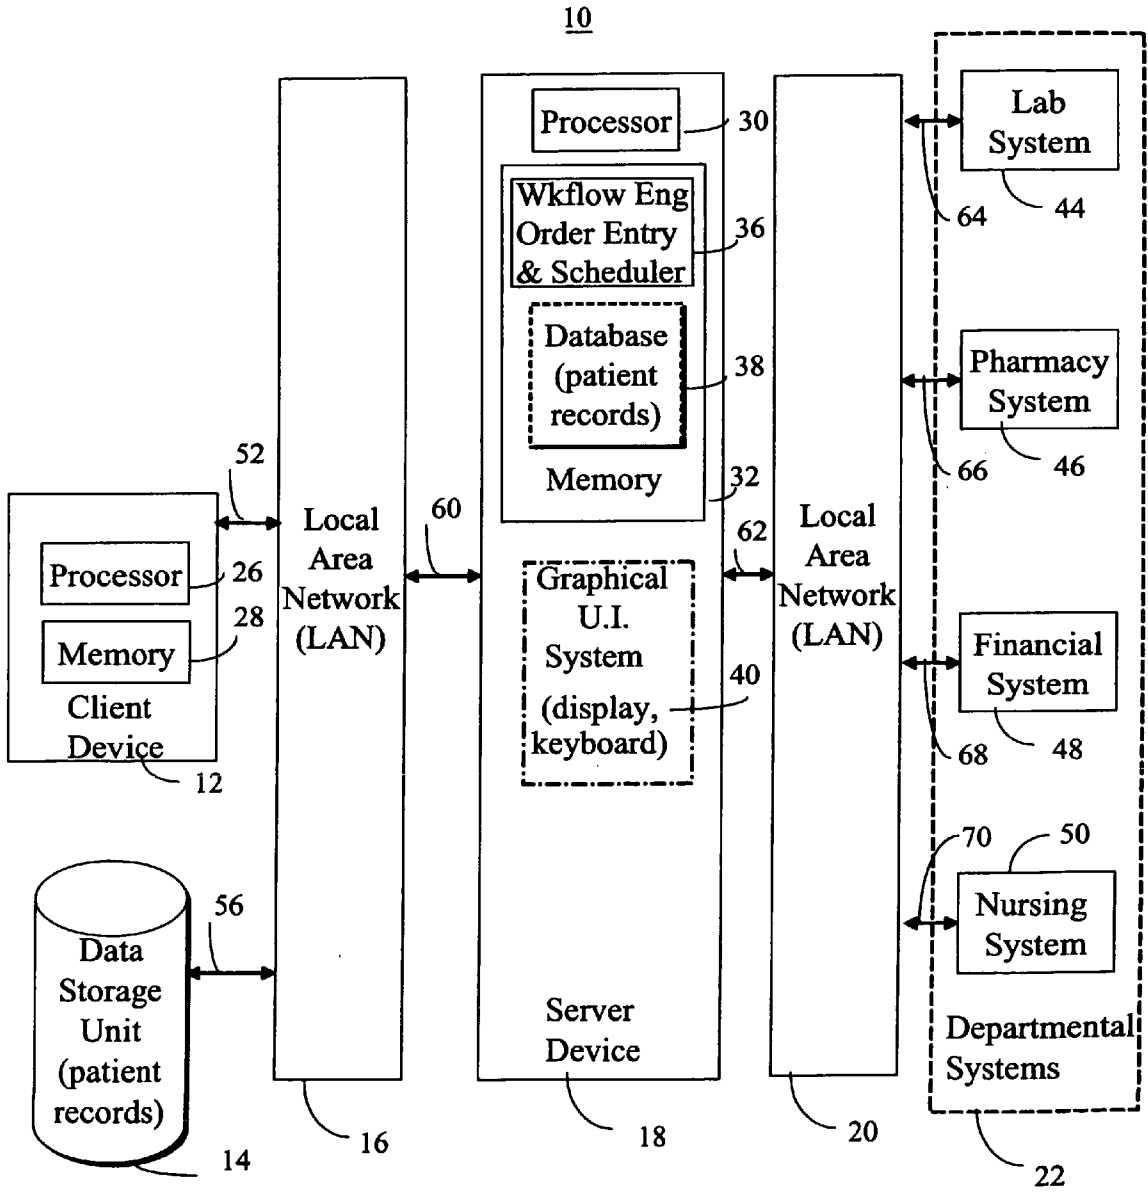 10
Processor
30
Wkflow Eng
Order Entry
& Scheduler
36
Database
(patient
records)
38
Memory
32
Graphical
U.I.
System
(display,
keyboard)
40
Server
Device
18
52
Processor
26
Memory
28
Client
Device
12
Data
Storage
Unit
(patient
records)
14
56
Local
Area
Network
(LAN)
16
60
62
Local
Area
Network
(LAN)
20
Lab
System
64
44
Pharmacy
System
66
46
Financial
System
68
48
70
50
Nursing
System
Departmental
Systems
22